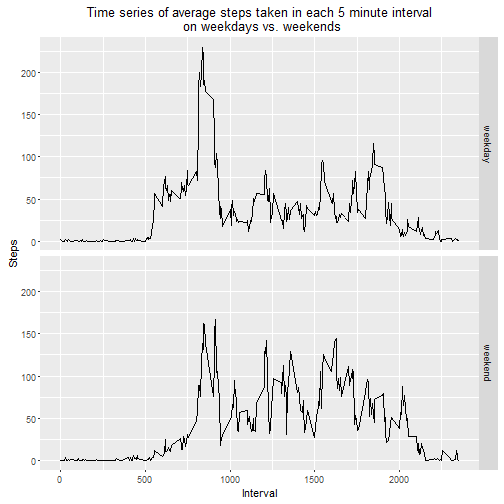 Time series of average steps taken in each 5 minute interval
on weekdays vs. weekends
200
150
100
50
0
weekday
Steps
200
150
100
50
0
weekend
0
500
1000
1500
2000
Interval